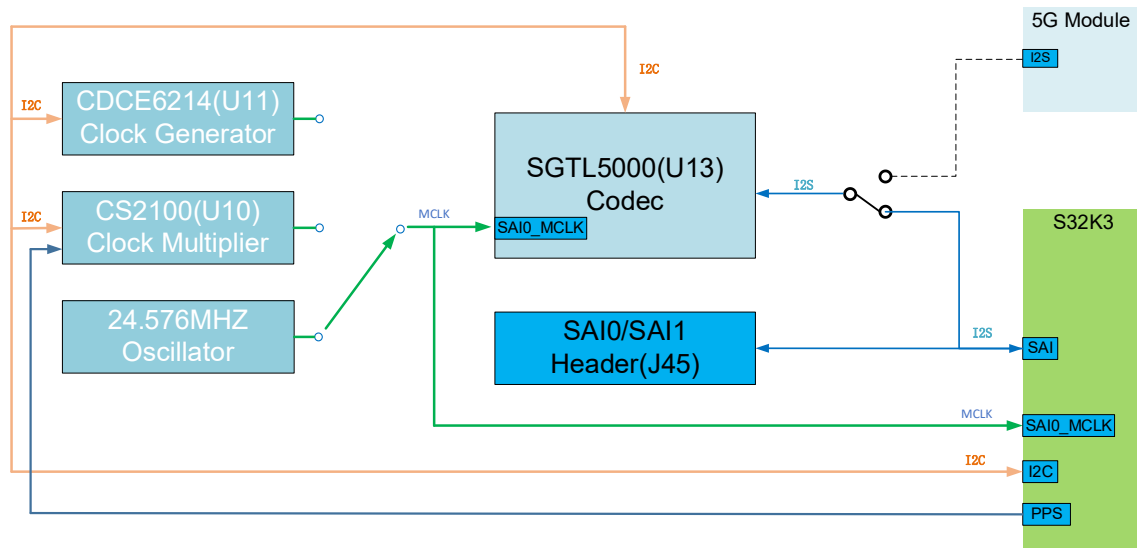 5G Module
I2S
I2C
I2C
CDCE6214(U11)
Clock Generator
SGTL5000(U13)
Codec
SAI0_MCLK
I2S
I2C
CS2100(U10)
Clock Multiplier
MCLK
S32K3
24.576MHZ
Oscillator
SAI0/SAI1
Header(J45)
I2S
SAI
MCLK
SAI0_MCLK
I2C
I2C
PPS